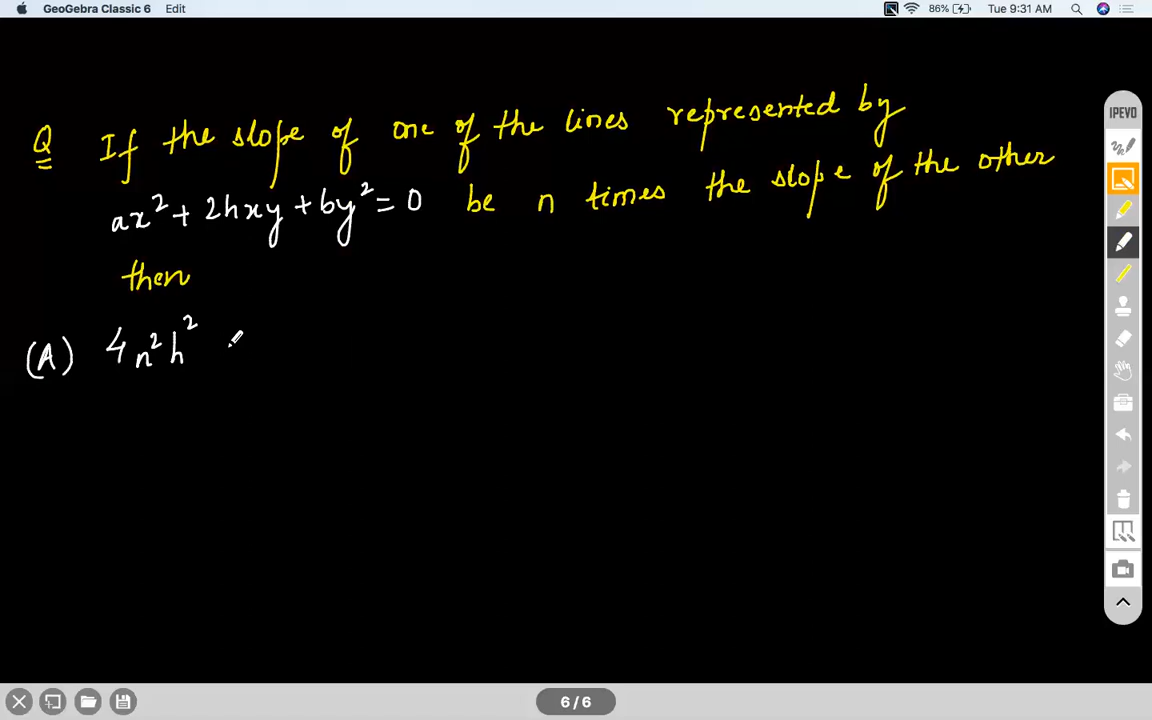 GeoGebra Classic 6 Edit 86% Tue 9:31 AM
IPEVO
Q If the slope of one of the lines represented by
ax² + 2hxy + by² = 0 be n times the slope of the other
then
(A) 4n²h²
6/6